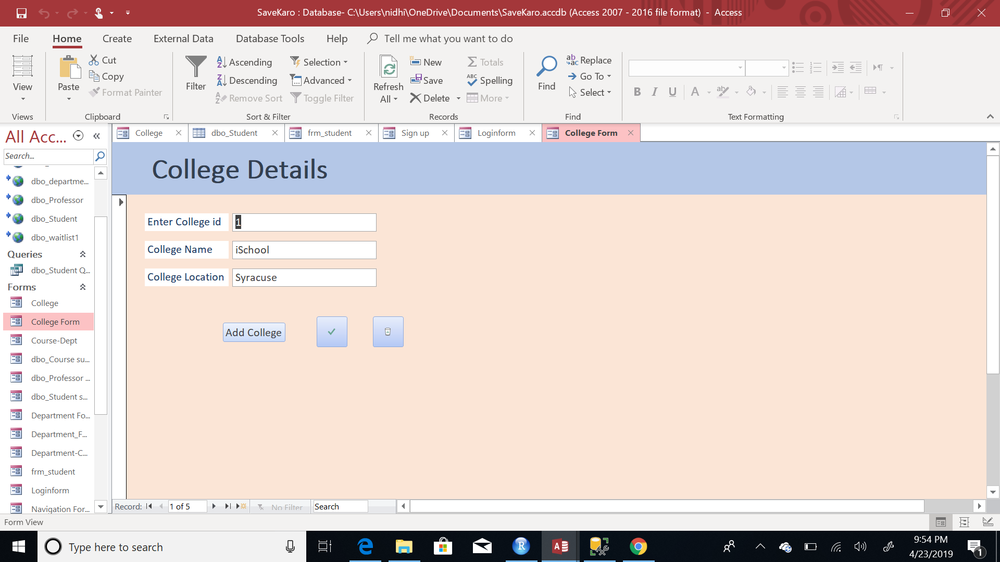 SaveKaro : Database- C:\Users\nidhi\OneDrive\Documents\SaveKaro.accdb (Access 2007 - 2016 file format) - Access
File Home Create External Data Database Tools Help Tell me what you want to do
View
Views
Paste
Cut
Copy
Format Painter
Clipboard
Filter
Ascending
Descending
Remove Sort
Selection
Advanced
Toggle Filter
Sort & Filter
Refresh
All
New
Save
Delete
Totals
Spelling
More
Records
Find
Replace
Go To
Select
Find
B I U A
Text Formatting
All Acc...
Search...
dbo_departme...
dbo_Professor
dbo_Student
dbo_waitlist1
Queries
dbo_Student Q...
Forms
College
College Form
Course-Dept
dbo_Course su...
dbo_Professor ...
dbo_Student s...
Department Fo...
Department_F...
Department-C...
frm_student
Loginform
Navigation For...
College dbo_Student frm_student Sign up Loginform College Form
College Details
Enter College id 1
College Name iSchool
College Location Syracuse
Add College
Record: 1 of 5 No Filter Search
Form View
Type here to search
9:54 PM
4/23/2019
1